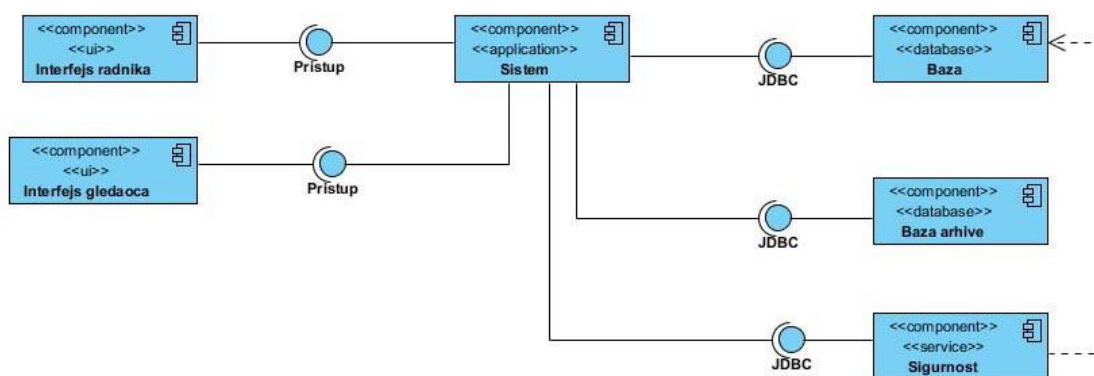 <<component>>
<<ui>>
Interfejs radnika
Pristup
<<component>>
<<application>>
Sistem
JDBC
<<component>>
<<database>>
Baza
<<component>>
<<ui>>
Interfejs gledaoca
Pristup
JDBC
<<component>>
<<database>>
Baza arhive
JDBC
<<component>>
<<service>>
Sigurnost